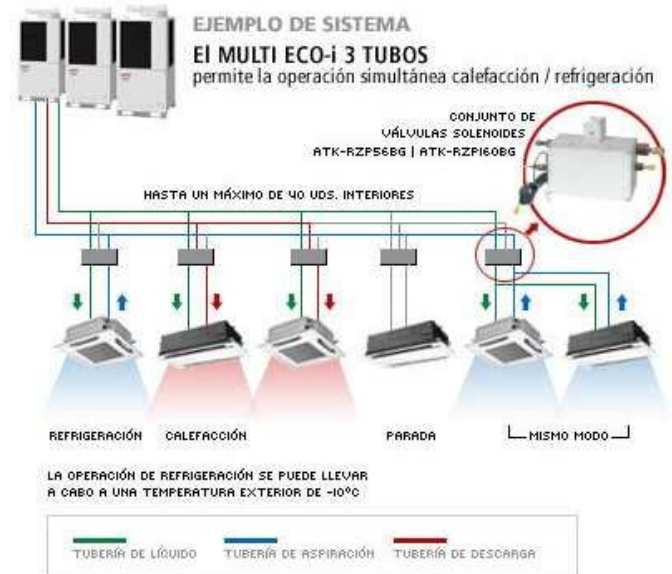 EJEMPLO DE SISTEMA
El MULTI ECO-i 3 TUBOS
permite la operación simultánea calefacción / refrigeración
CONJUNTO DE
VÁLVULAS SOLENOIDES
ATK-RZP56BG | ATK-RZP160BG
HASTA UN MÁXIMO DE 40 UDS. INTERIORES
REFRIGERACIÓN
CALEFACCIÓN
PARADA
MISMO MODO
LA OPERACIÓN DE REFRIGERACIÓN SE PUEDE LLEVAR
A CABO A UNA TEMPERATURA EXTERIOR DE -10ºC
TUBERÍA DE LÍQUIDO
TUBERÍA DE ASPIRACIÓN
TUBERÍA DE DESCARGA